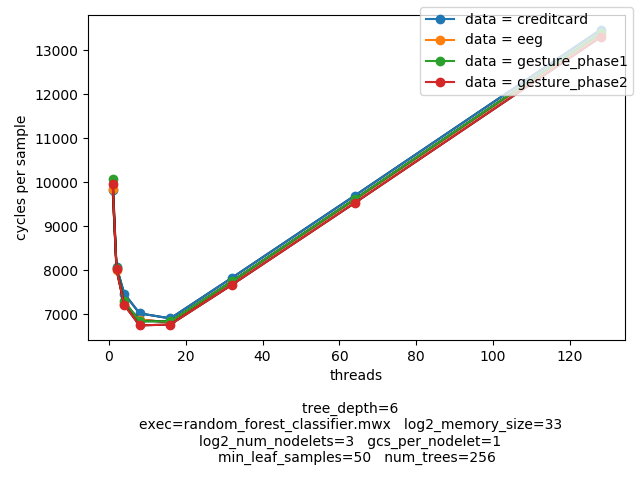 data = creditcard
data = eeg
data = gesture_phase1
data = gesture_phase2
13000
12000
11000
10000
9000
8000
7000
cycles per sample
0 20 40 60 80 100 120
threads
tree_depth=6
exec=random_forest_classifier.mwx log2_memory_size=33
log2_num_nodelets=3 gcs_per_nodelet=1
min_leaf_samples=50 num_trees=256